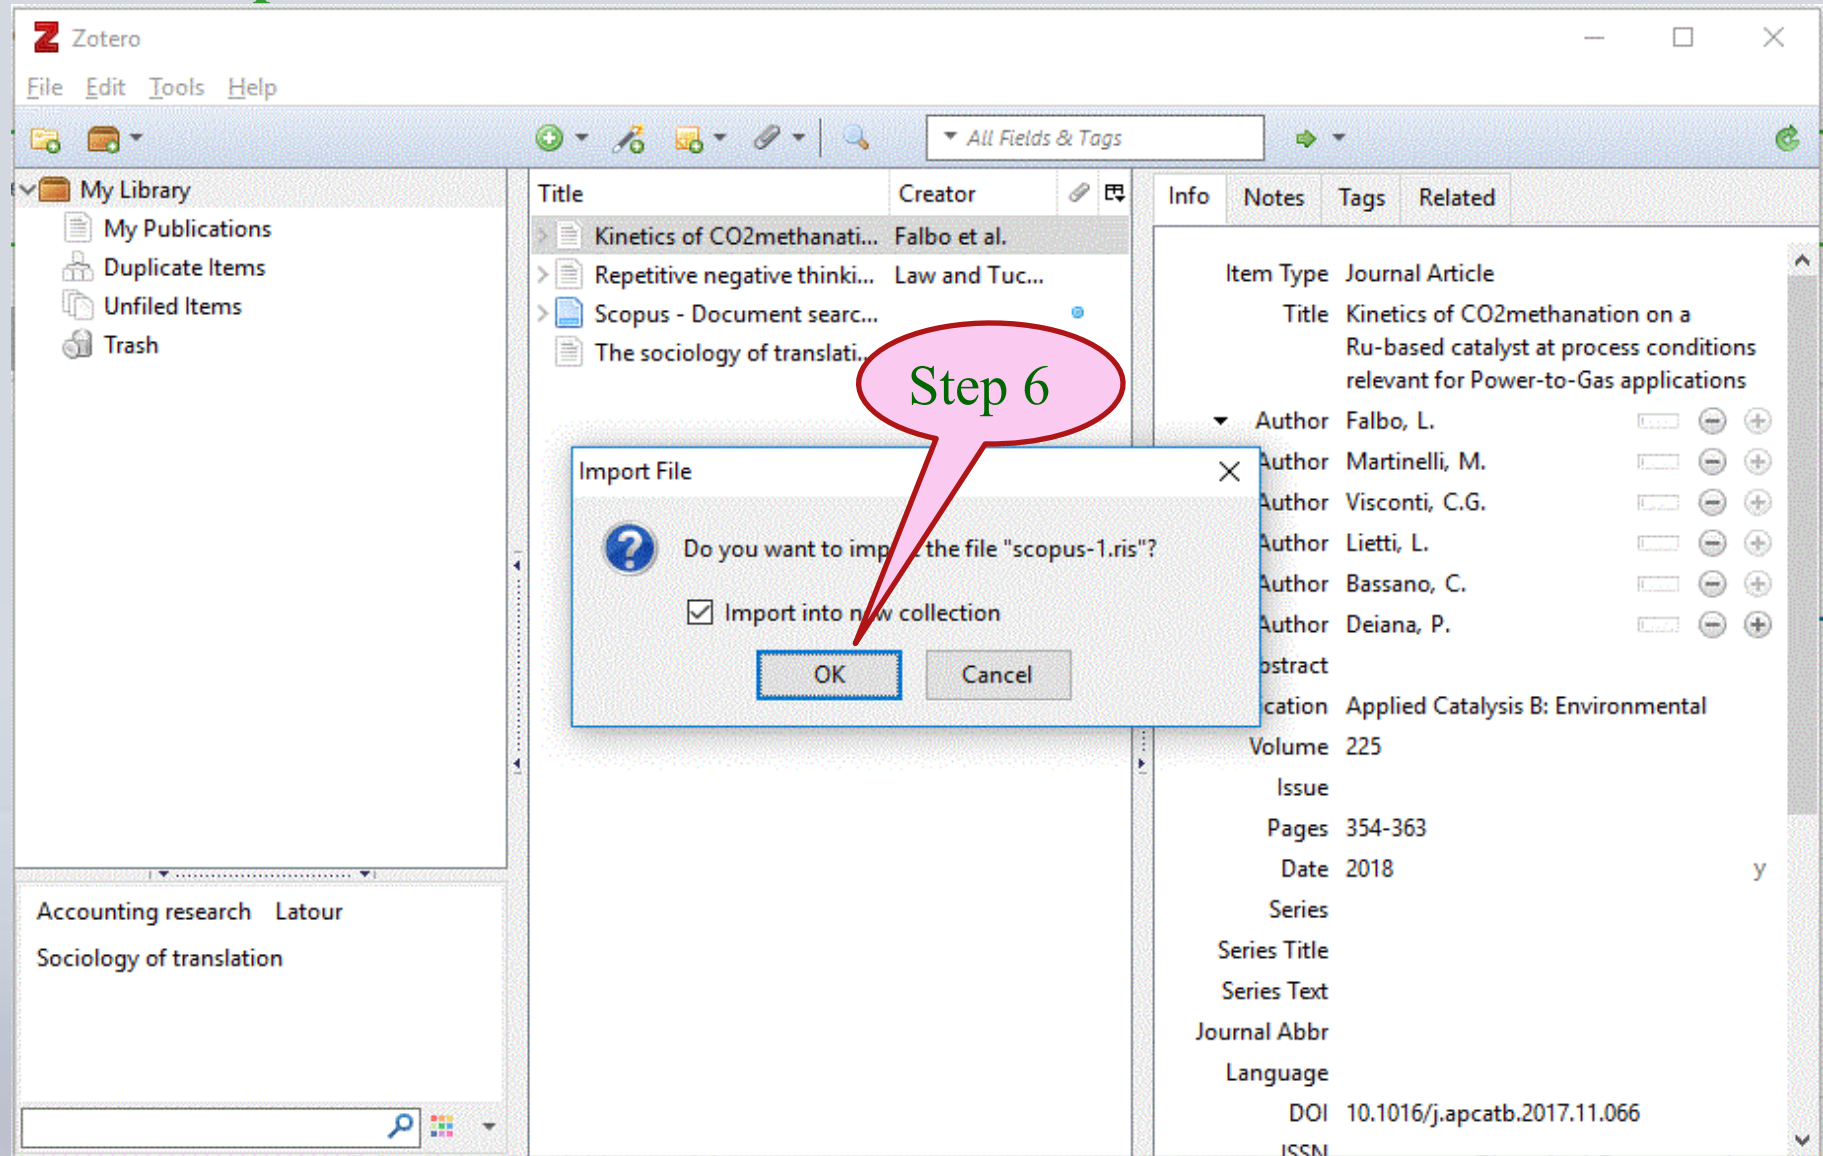 Zotero
File Edit Tools Help
All Fields & Tags
My Library
My Publications
Duplicate Items
Unfiled Items
Trash
Accounting research Latour
Sociology of translation
Title Creator
Kinetics of CO2methanati... Falbo et al.
Repetitive negative thinki... Law and Tuc...
Scopus - Document searc...
The sociology of translati...
Step 6
Import File
Do you want to imp the file "scopus-1.ris"?
Import into new collection
OK Cancel
Info Notes Tags Related
Item Type Journal Article
Title Kinetics of CO2methanation on a
Ru-based catalyst at process conditions
relevant for Power-to-Gas applications
Author Falbo, L.
Author Martinelli, M.
Author Visconti, C.G.
Author Lietti, L.
Author Bassano, C.
Author Deiana, P.
bstract
ication Applied Catalysis B: Environmental
Volume 225
Issue
Pages 354-363
Date 2018 y
Series
Series Title
Series Text
Journal Abbr
Language
DOI 10.1016/j.apcatb.2017.11.066
ISSN